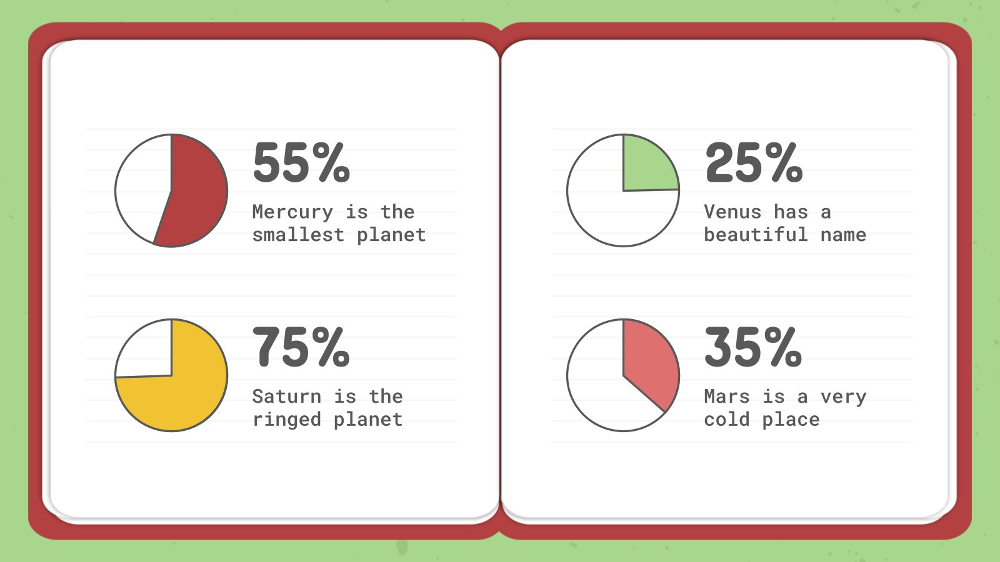 55%
Mercury is the
smallest planet
75%
Saturn is the
ringed planet
25%
Venus has a
beautiful name
35%
Mars is a very
cold place